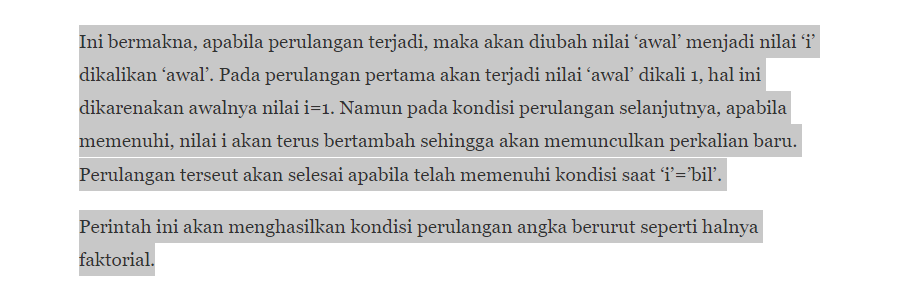 Ini bermakna, apabila perulangan terjadi, maka akan diubah nilai ‘awal’ menjadi nilai ‘i’
dikalikan ‘awal’. Pada perulangan pertama akan terjadi nilai ‘awal’ dikali 1, hal ini
dikarenakan awalnya nilai i=1. Namun pada kondisi perulangan selanjutnya, apabila
memenuhi, nilai i akan terus bertambah sehingga akan memunculkan perkalian baru.
Perulangan terseut akan selesai apabila telah memenuhi kondisi saat ‘i’=’bil’.
Perintah ini akan menghasilkan kondisi perulangan angka berurut seperti halnya
faktorial.